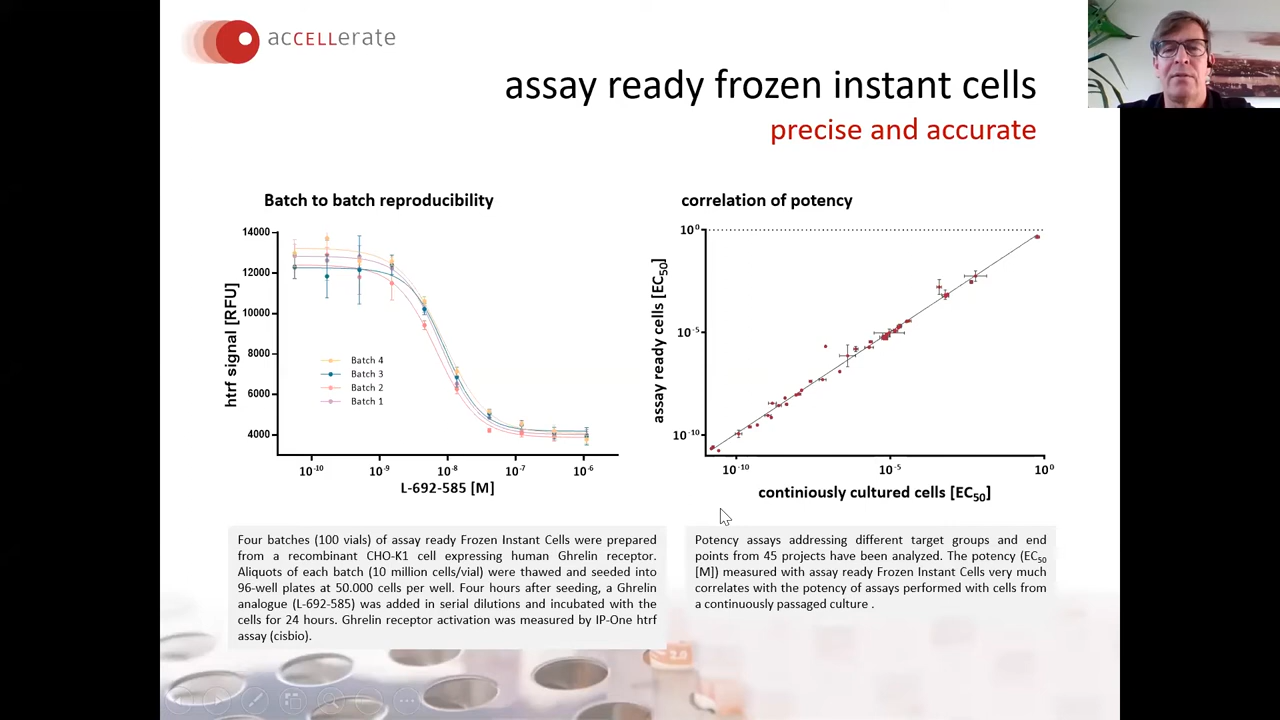 accellerate
assay ready frozen instant cells
precise and accurate
Batch to batch reproducibility
14000
12000
10000
8000
6000
4000
htrf signal [RFU]
Batch 4
Batch 3
Batch 2
Batch 1
10-10
10-9
10-8
10-7
10-6
L-692-585 [M]
correlation of potency
100
10-5
10-10
assay ready cells [EC50]
10-10
10-5
100
continiously cultured cells [EC50]
Four batches (100 vials) of assay ready Frozen Instant Cells were prepared
from a recombinant CHO-K1 cell expressing human Ghrelin receptor.
Aliquots of each batch (10 million cells/vial) were thawed and seeded into
96-well plates at 50.000 cells per well. Four hours after seeding, a Ghrelin
analogue (L-692-585) was added in serial dilutions and incubated with the
cells for 24 hours. Ghrelin receptor activation was measured by IP-One htrf
assay (cisbio).
Potency assays addressing different target groups and end
points from 45 projects have been analyzed. The potency (EC50
[M]) measured with assay ready Frozen Instant Cells very much
correlates with the potency of assays performed with cells from
a continuously passaged culture .
2.0